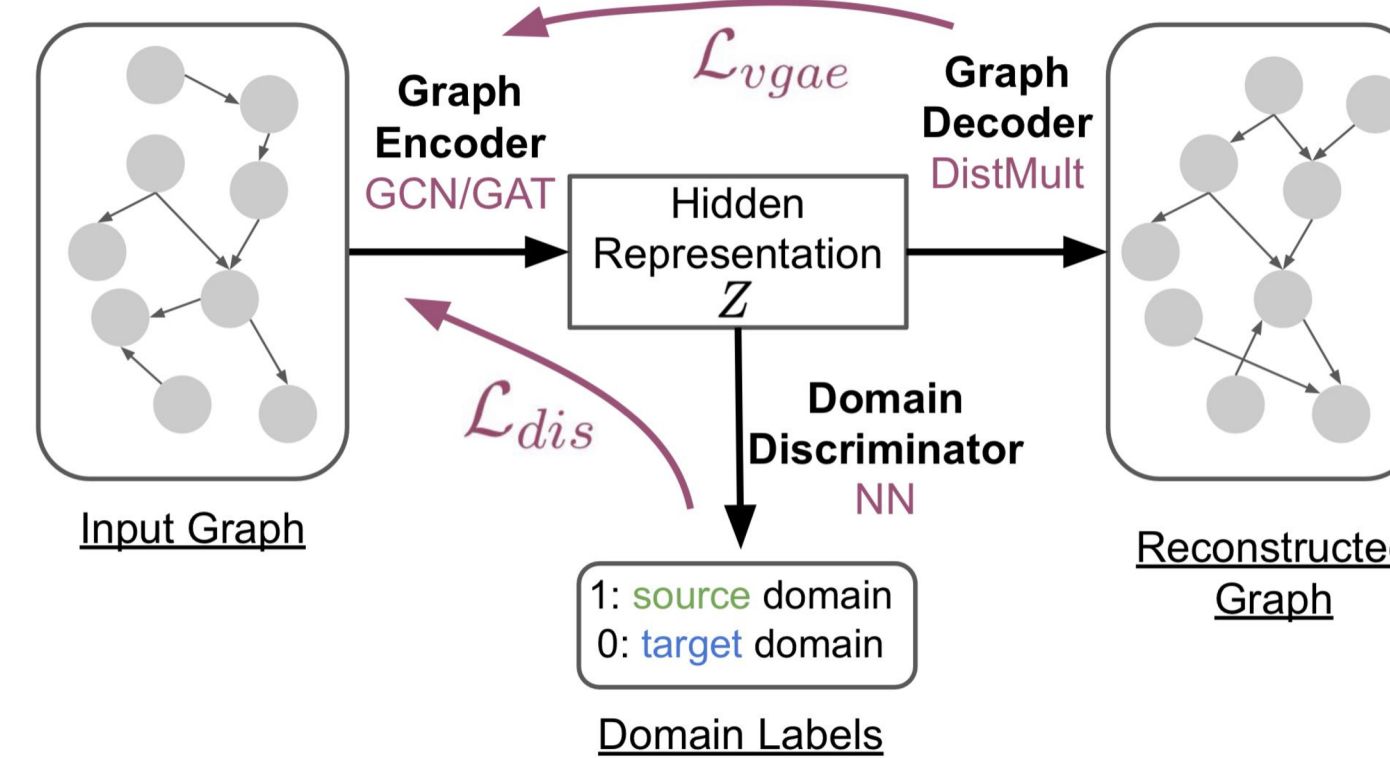 Graph
Encoder
GCN/GAT
ℒvgae
Graph
Decoder
DistMult
Hidden
Representation
Z
ℒdis
Domain
Discriminator
NN
Input Graph
Reconstructe
Graph
1: source domain
0: target domain
Domain Labels